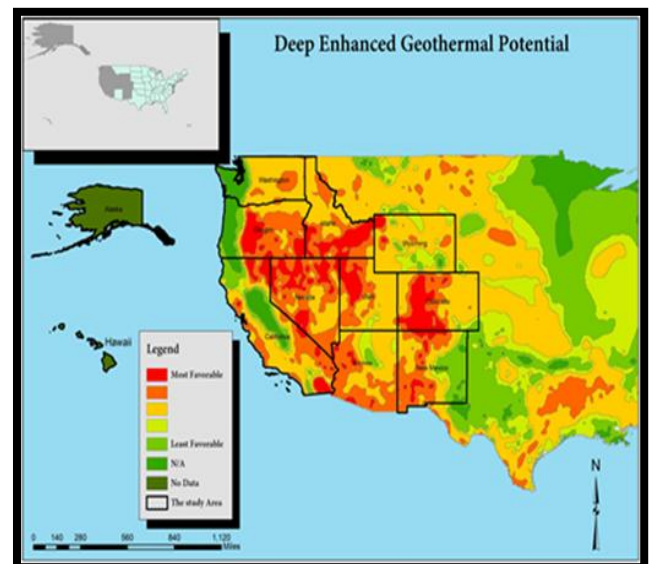 Deep Enhanced Geothermal Potential
Washington
Alaska
Oregon
Idaho
Wyoming
Nevada
Utah
Colorado
Hawaii
California
Arizona
New Mexico
Legend
Most Favorable
Least Favorable
N/A
No Data
The study Area
N
0 140 280 560 840 1,120
Miles